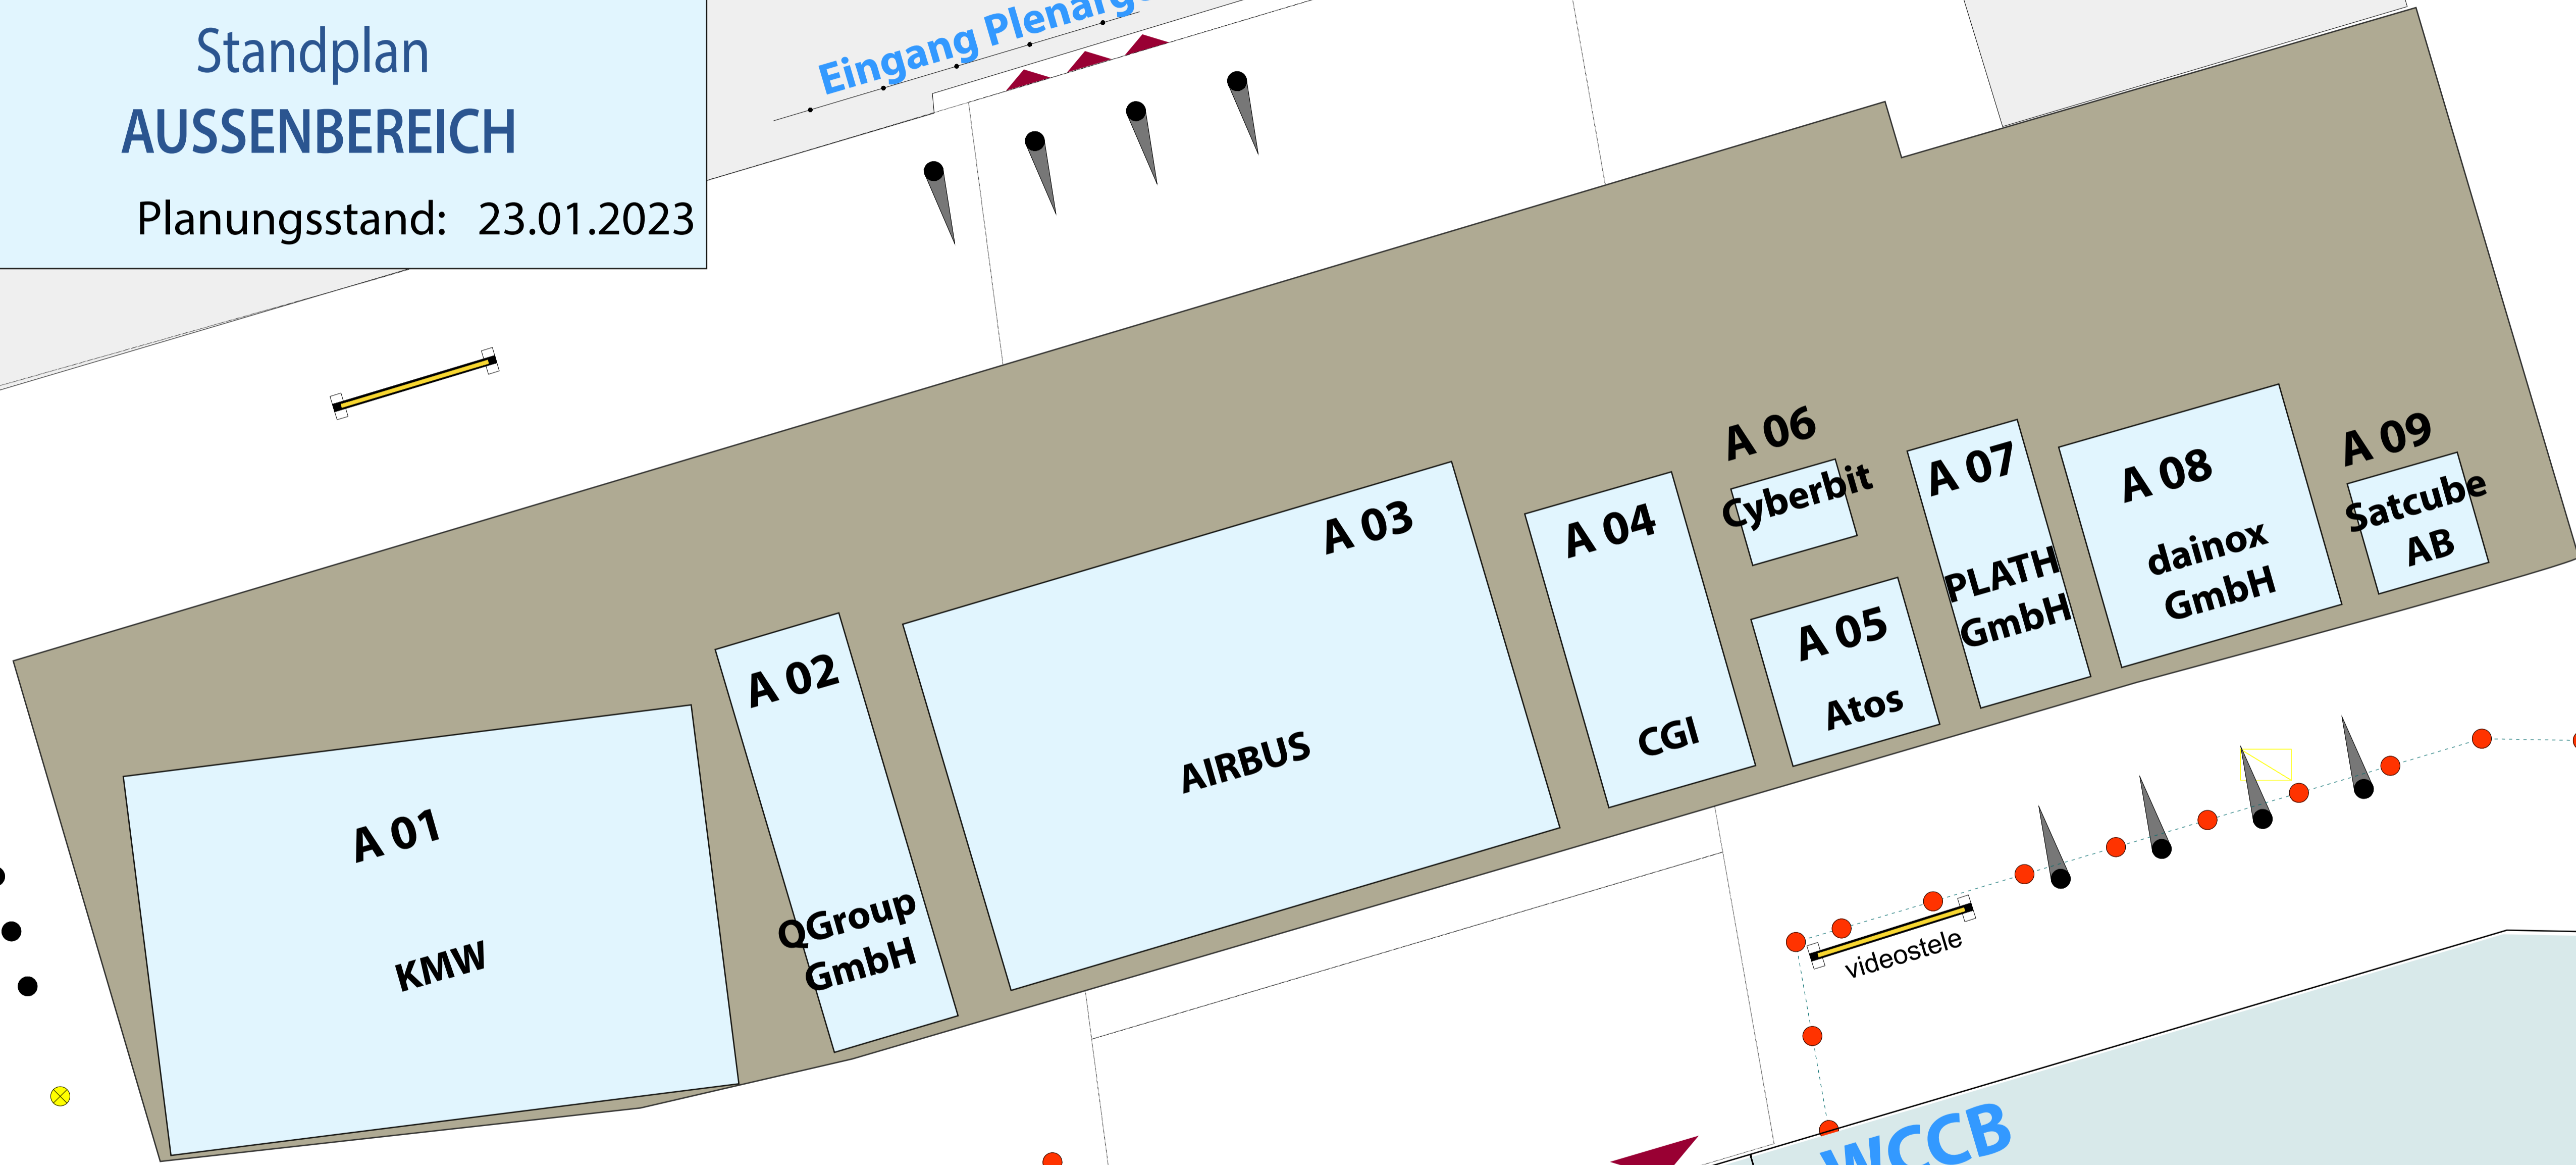 Standplan
AUSSENBEREICH
Planungsstand: 23.01.2023
Eingang
A 01
KMW
A 02
QGroup
GmbH
A 03
AIRBUS
A 04
CGI
A 05
Atos
A 06
Cyberbit
A 07
PLATH
GmbH
A 08
dainox
GmbH
A 09
Satcube
AB
videostele
WCCB